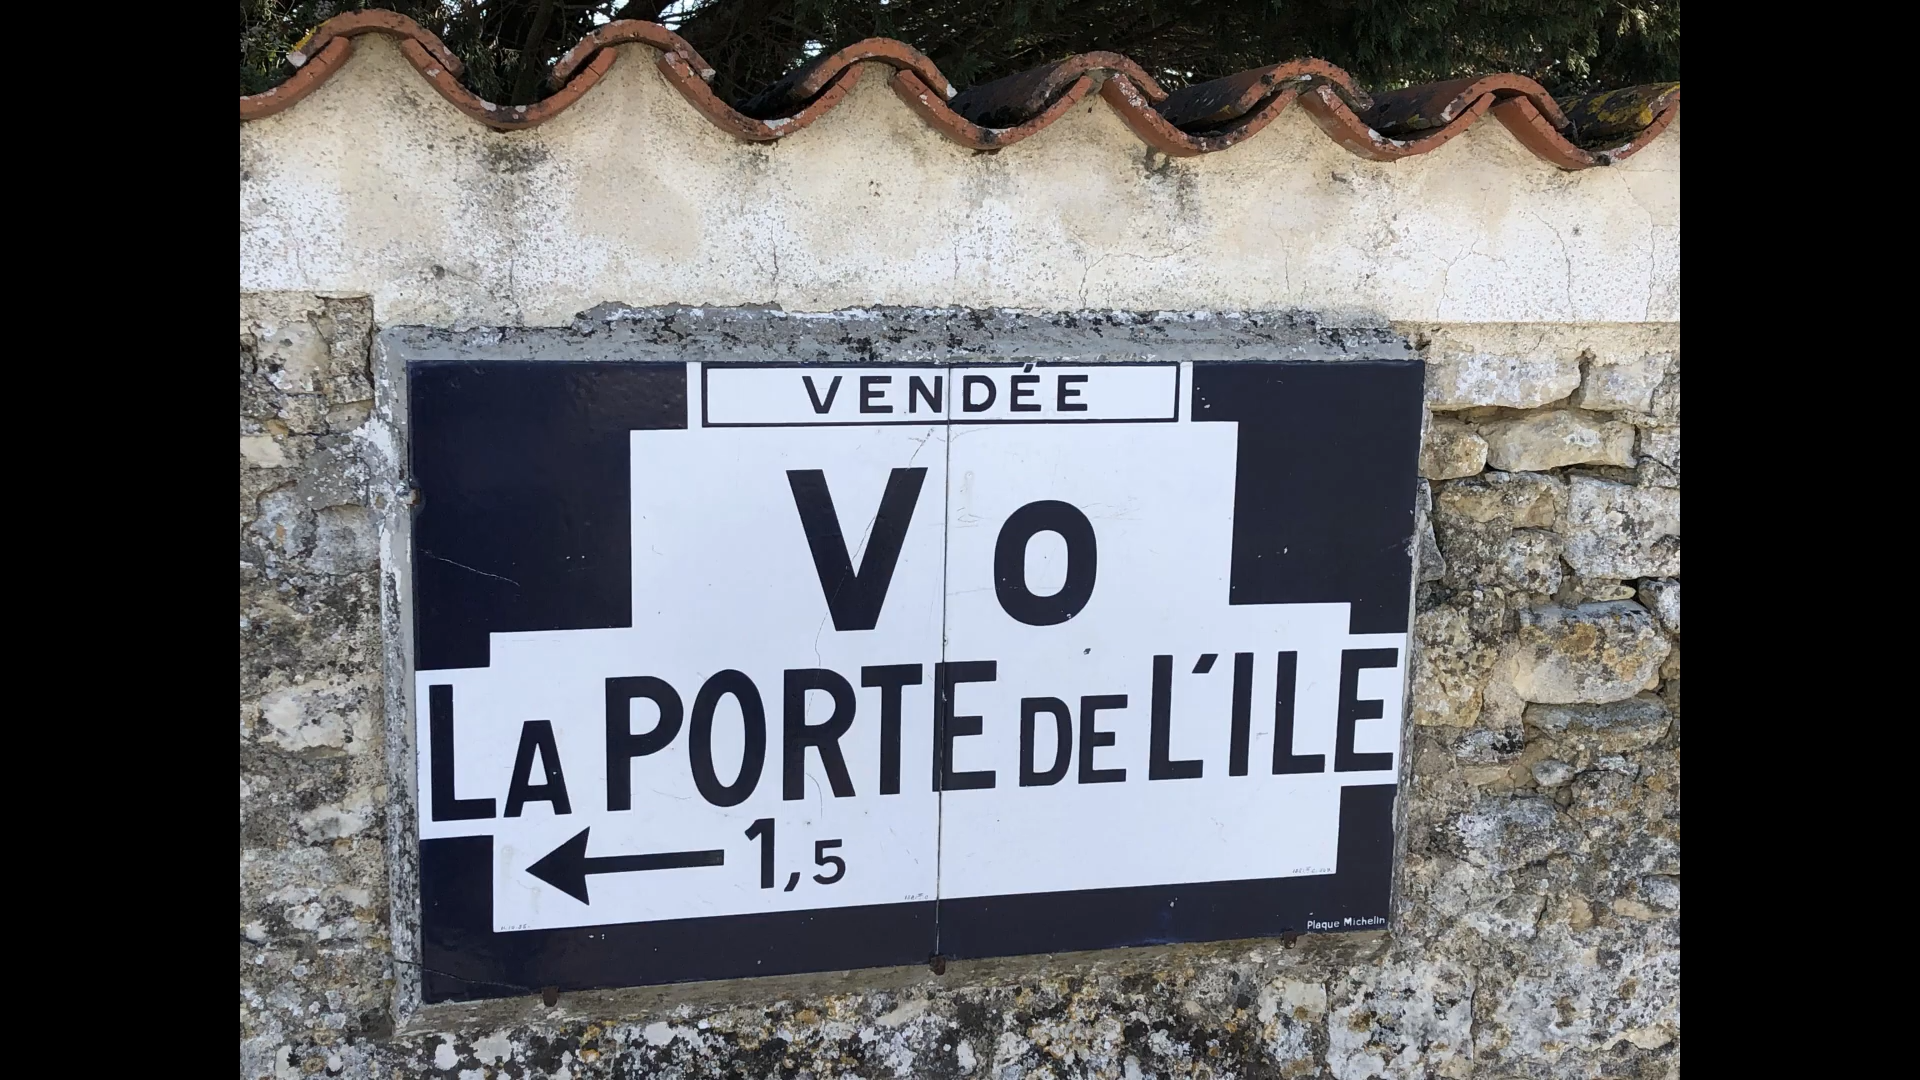 VENDÉE
Vo
LA PORTE DE L'ILE
1,5
Plaque Michelin